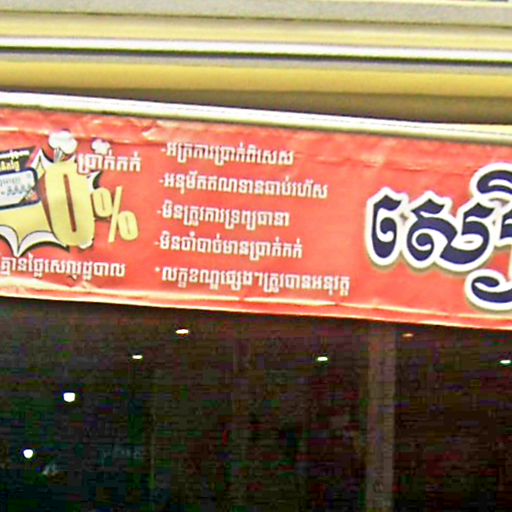 ប្រាក់កក់
0%
គ្មានថ្លៃសេវារដ្ឋបាល
-អត្រាការប្រាក់ពិសេស
-អនុម័តឥណទានឆាប់រហ័ស
-មិនត្រូវការទ្រព្យធានា
-មិនចាំបាច់មានប្រាក់កក់
*លក្ខខណ្ឌផ្សេងៗត្រូវបានអនុវត្ត